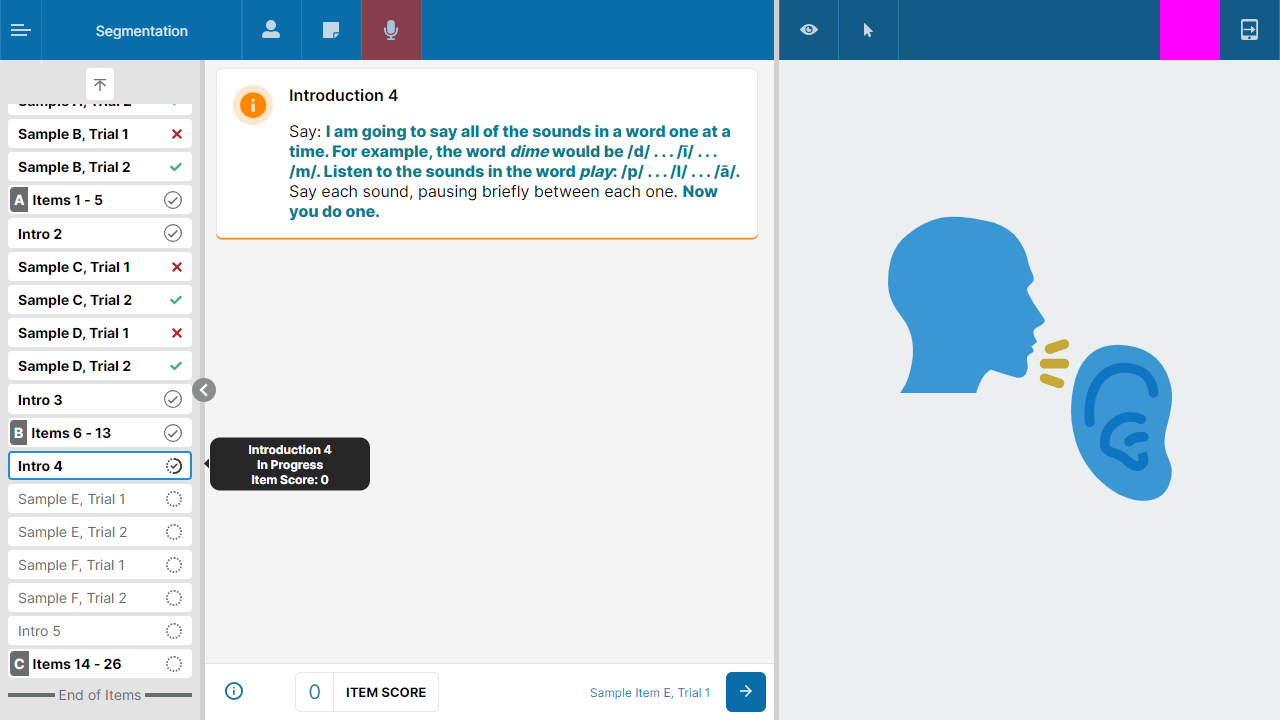 Segmentation
Sample B, Trial 1
Sample B, Trial 2
A Items 1 - 5
Intro 2
Sample C, Trial 1
Sample C, Trial 2
Sample D, Trial 1
Sample D, Trial 2
Intro 3
B Items 6 - 13
Intro 4
Sample E, Trial 1
Sample E, Trial 2
Sample F, Trial 1
Sample F, Trial 2
Intro 5
C Items 14 - 26
End of Items
Introduction 4
In Progress
Item Score: 0
Introduction 4
Say: I am going to say all of the sounds in a word one at a
time. For example, the word dime would be /d/ . . . /ī/ . . .
/m/. Listen to the sounds in the word play: /p/ . . . /l/ . . . /ā/.
Say each sound, pausing briefly between each one. Now
you do one.
0 ITEM SCORE
Sample Item E, Trial 1